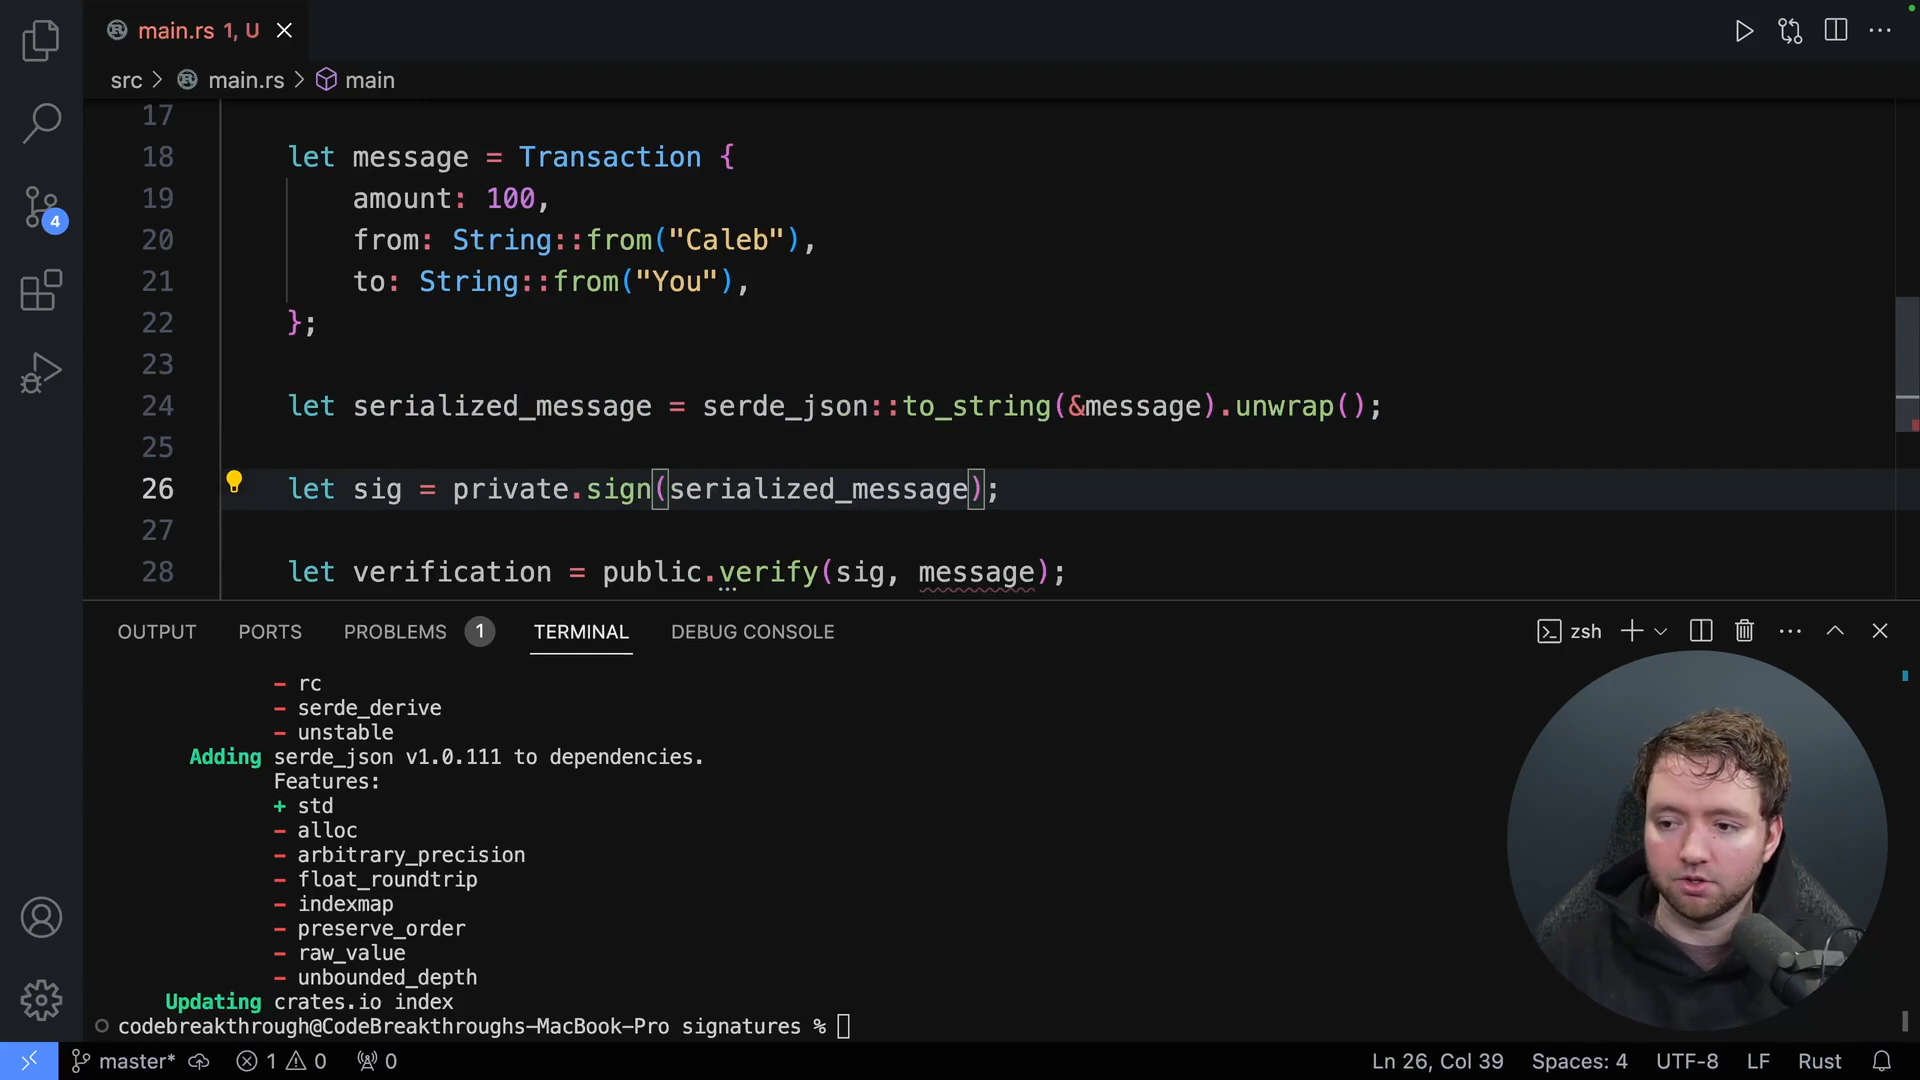 main.rs 1, U
src > main.rs > main
17
18 let message = Transaction {
19 amount: 100,
20 from: String::from("Caleb"),
21 to: String::from("You"),
22 };
23
24 let serialized_message = serde_json::to_string(&message).unwrap();
25
26 let sig = private.sign(serialized_message);
27
28 let verification = public.verify(sig, message);
4
OUTPUT PORTS PROBLEMS 1 TERMINAL DEBUG CONSOLE zsh
- rc
- serde_derive
- unstable
Adding serde_json v1.0.111 to dependencies.
Features:
+ std
- alloc
- arbitrary_precision
- float_roundtrip
- indexmap
- preserve_order
- raw_value
- unbounded_depth
Updating crates.io index
codebreakthrough@CodeBreakthroughs-MacBook-Pro signatures %
master* 1 0 0 Ln 26, Col 39 Spaces: 4 UTF-8 LF Rust